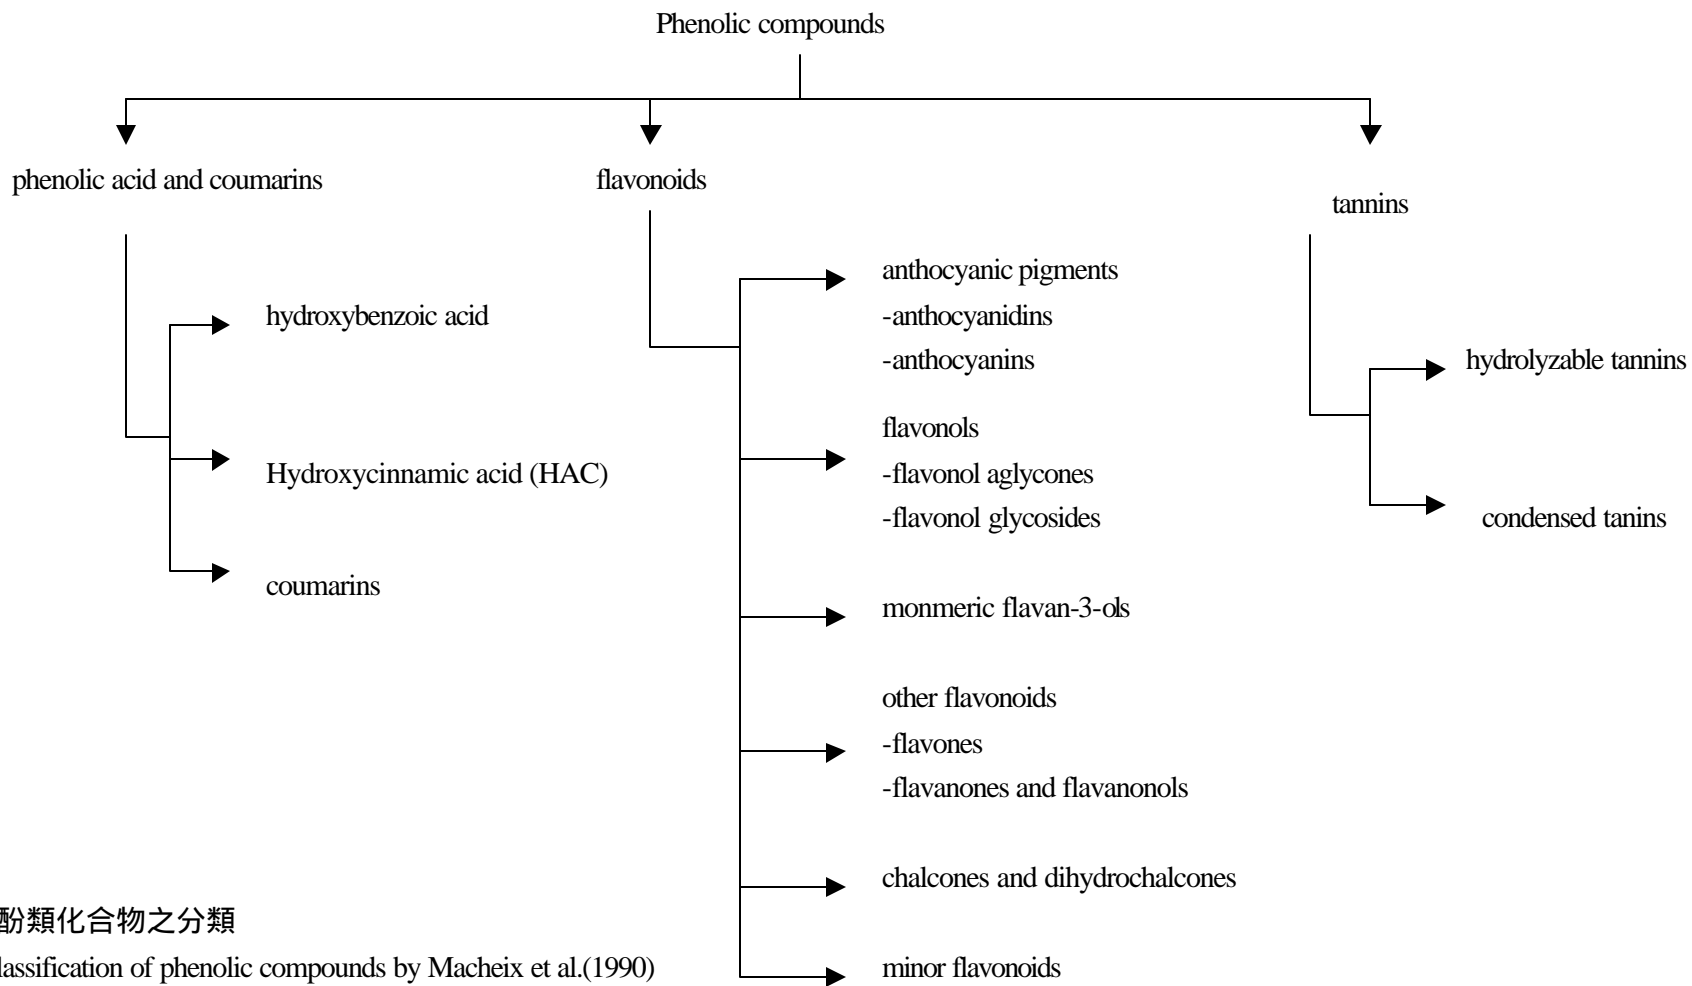 Phenolic compounds
phenolic acid and coumarins
flavonoids
tannins
hydroxybenzoic acid
Hydroxycinnamic acid (HAC)
coumarins
anthocyanic pigments
-anthocyanidins
-anthocyanins
flavonols
-flavonol aglycones
-flavonol glycosides
monmeric flavan-3-ols
other flavonoids
-flavones
-flavanones and flavanonols
chalcones and dihydrochalcones
minor flavonoids
hydrolyzable tannins
condensed tanins
酚類化合物之分類
lassification of phenolic compounds by Macheix et al.(1990)